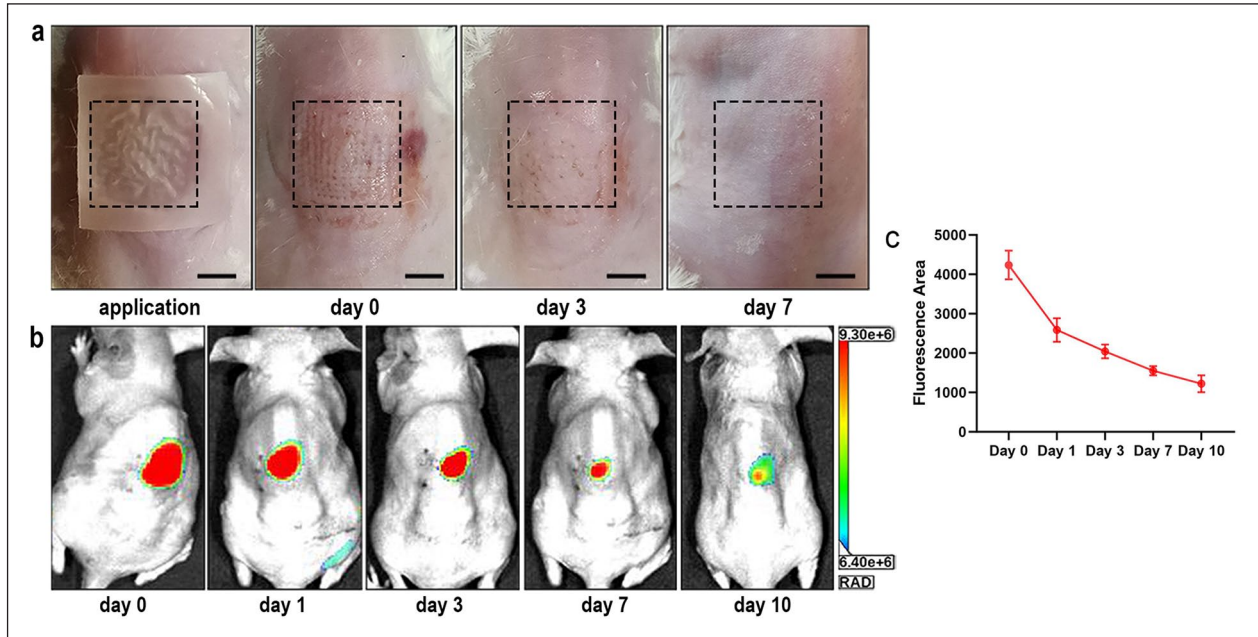 a
application day 0 day 3 day 7
b
9.30e+6
6.40e+6
RAD
day 0 day 1 day 3 day 7 day 10
C
Fluorescence Area
5000
4000
3000
2000
1000
0
Day 0 Day 1 Day 3 Day 7 Day 10